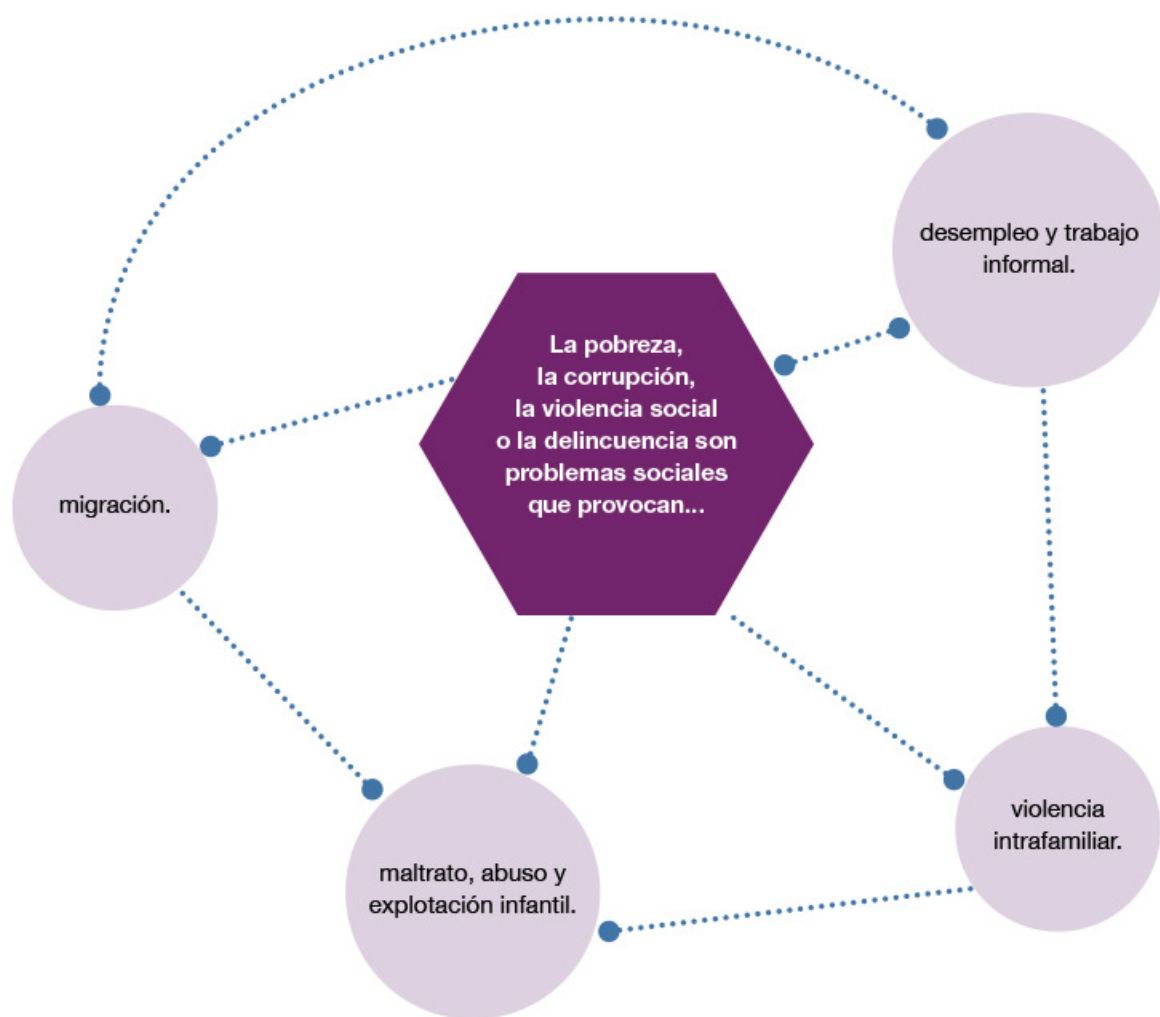 desempleo y trabajo
informal.
La pobreza,
la corrupción,
la violencia social
o la delincuencia son
problemas sociales
que provocan...
migración.
violencia
intrafamiliar.
maltrato, abuso y
explotación infantil.